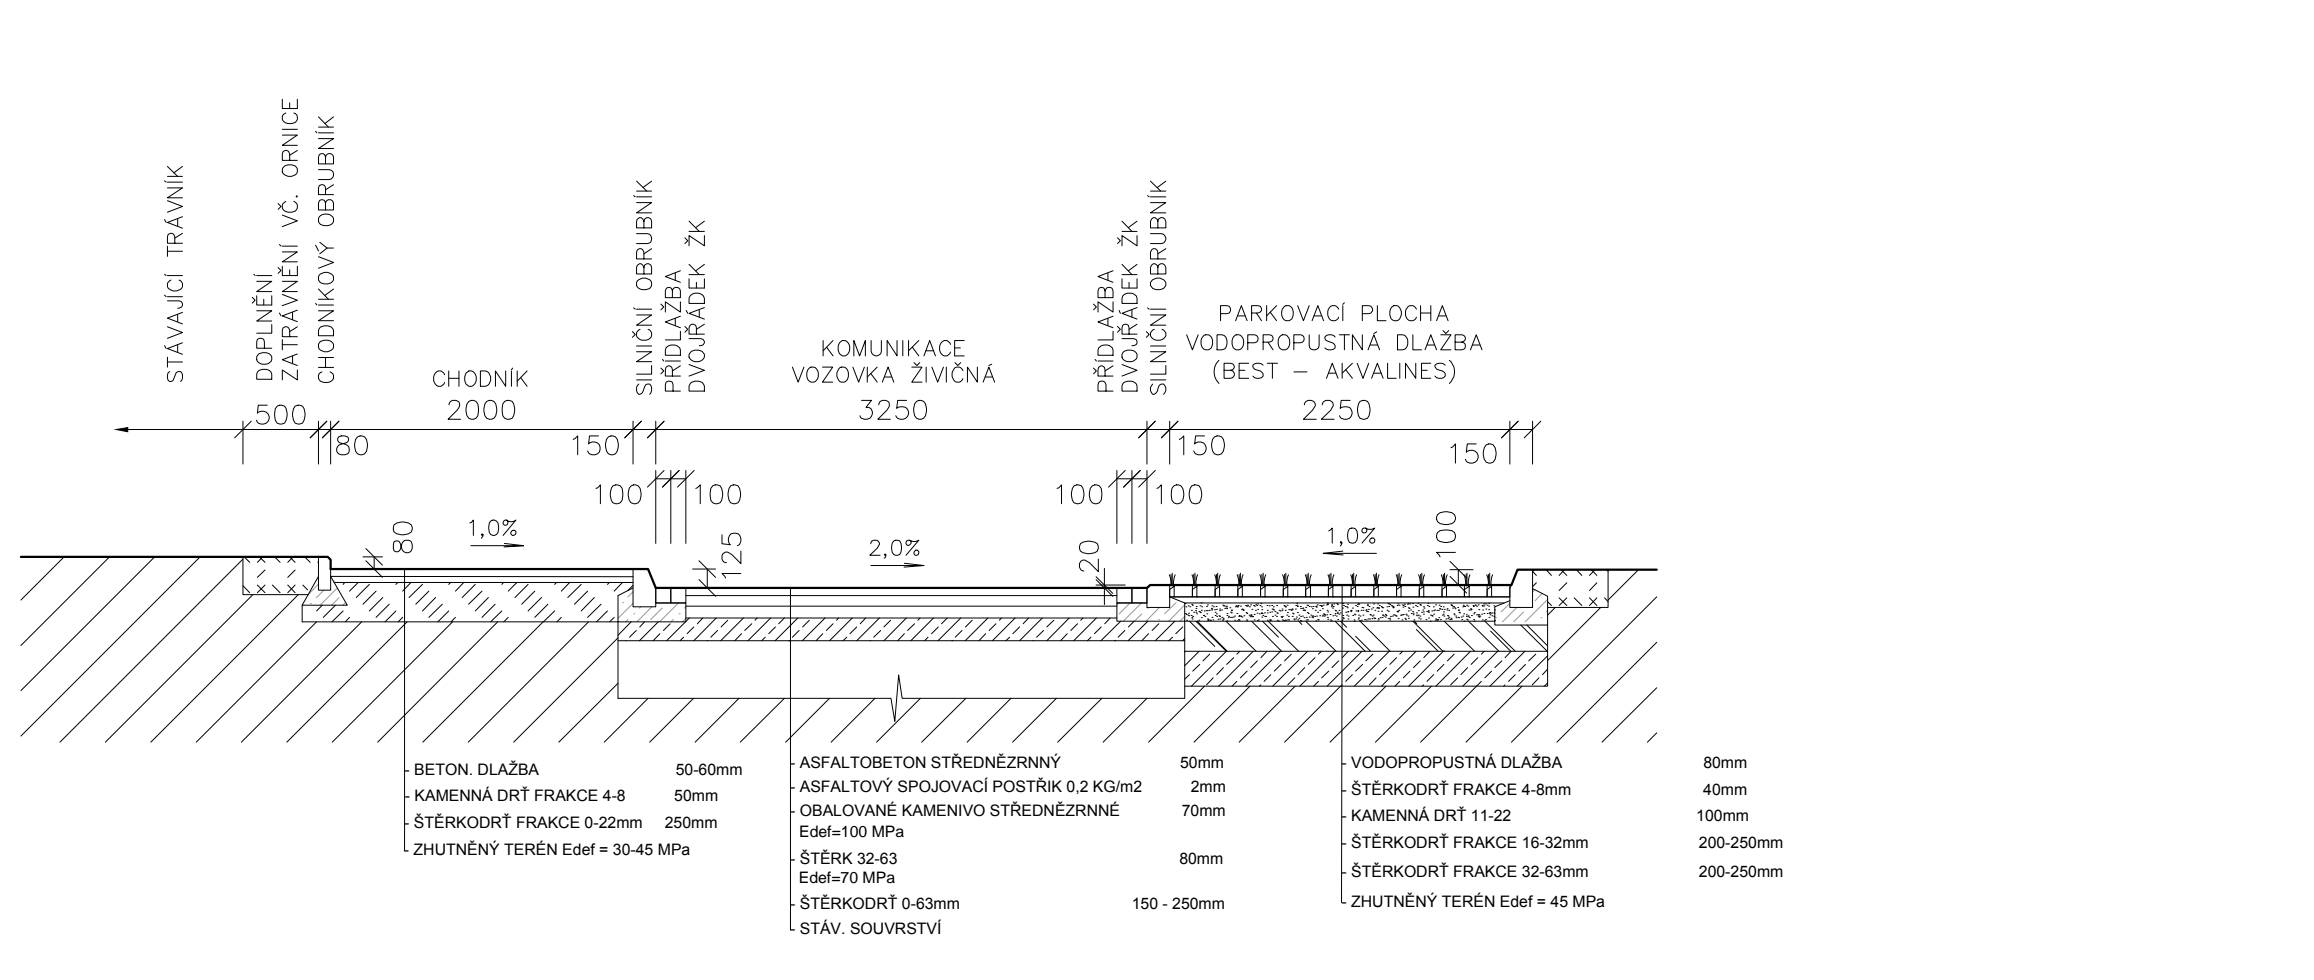 STÁVAJÍCÍ TRÁVNÍK
DOPLNĚNÍ
ZATRÁVNĚNÍ VČ. ORNICE
CHODNÍKOVÝ OBRUBNÍK
CHODNÍK
SILNIČNÍ OBRUBNÍK
PŘÍDLAŽBA
DVOJŘÁDEK ŽK
KOMUNIKACE
VOZOVKA ŽIVIČNÁ
PŘÍDLAŽBA
DVOJŘÁDEK ŽK
SILNIČNÍ OBRUBNÍK
PARKOVACÍ PLOCHA
VODOPROPUSTNÁ DLAŽBA
(BEST – AKVALINES)
500 2000 3250 2250
80 150 150 150
100 100 100 100
80 1,0% 125 2,0% 20 1,0% 100
BETON. DLAŽBA 50-60mm
KAMENNÁ DRŤ FRAKCE 4-8 50mm
ŠTĚRKODRŤ FRAKCE 0-22mm 250mm
ZHUTNĚNÝ TERÉN Edef = 30-45 MPa
ASFALTOBETON STŘEDNĚZRNNÝ 50mm
ASFALTOVÝ SPOJOVACÍ POSTŘIK 0,2 KG/m2 2mm
OBALOVANÉ KAMENIVO STŘEDNĚZRNNÉ 70mm
Edef=100 MPa
ŠTĚRK 32-63 80mm
Edef=70 MPa
ŠTĚRKODRŤ 0-63mm 150 - 250mm
STÁV. SOUVRSTVÍ
VODOPROPUSTNÁ DLAŽBA 80mm
ŠTĚRKODRŤ FRAKCE 4-8mm 40mm
KAMENNÁ DRŤ 11-22 100mm
ŠTĚRKODRŤ FRAKCE 16-32mm 200-250mm
ŠTĚRKODRŤ FRAKCE 32-63mm 200-250mm
ZHUTNĚNÝ TERÉN Edef = 45 MPa